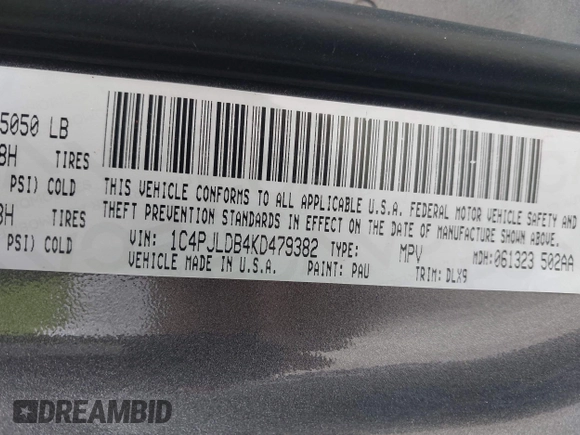 5050 LB
8H TIRES
PSI) COLD
8H TIRES
PSI) COLD
THIS VEHICLE CONFORMS TO ALL APPLICABLE U.S.A. FEDERAL MOTOR VEHICLE SAFETY AND
THEFT PREVENTION STANDARDS IN EFFECT ON THE DATE OF MANUFACTURE SHOWN ABOVE.
VIN: 1C4PJLDB4KD479382 TYPE: MPV MDH:061323 502AA
VEHICLE MADE IN U.S.A. PAINT: PAU TRIM: DLX9
DREAMBID